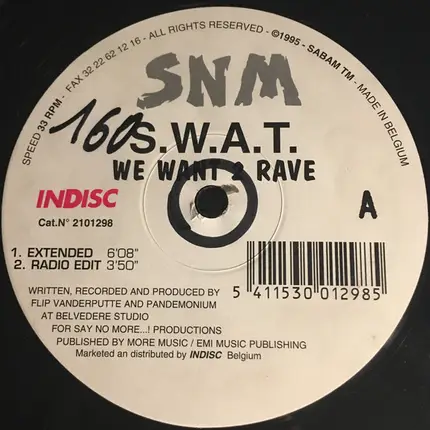 SPEED 33 RPM - FAX 32 22 62 12 16 - ALL RIGHTS RESERVED - ©1995 - SABAM TM - MADE IN BELGIUM
SNM
160
S.W.A.T.
WE WANT 2 RAVE
INDISC
A
Cat.N° 2101298
1. EXTENDED 6'08"
2. RADIO EDIT 3'50"
5 411530 012985
WRITTEN, RECORDED AND PRODUCED BY
FLIP VANDERPUTTE AND PANDEMONIUM
AT BELVEDERE STUDIO
FOR SAY NO MORE...! PRODUCTIONS
PUBLISHED BY MORE MUSIC / EMI MUSIC PUBLISHING
Marketed an distributed by INDISC Belgium